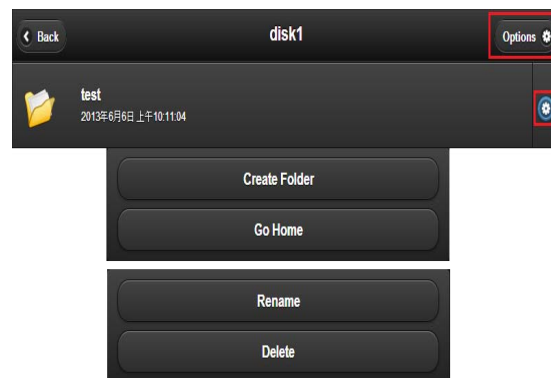 Back
disk1
Options
test
2013年6月6日 上午10:11:04
Create Folder
Go Home
Rename
Delete